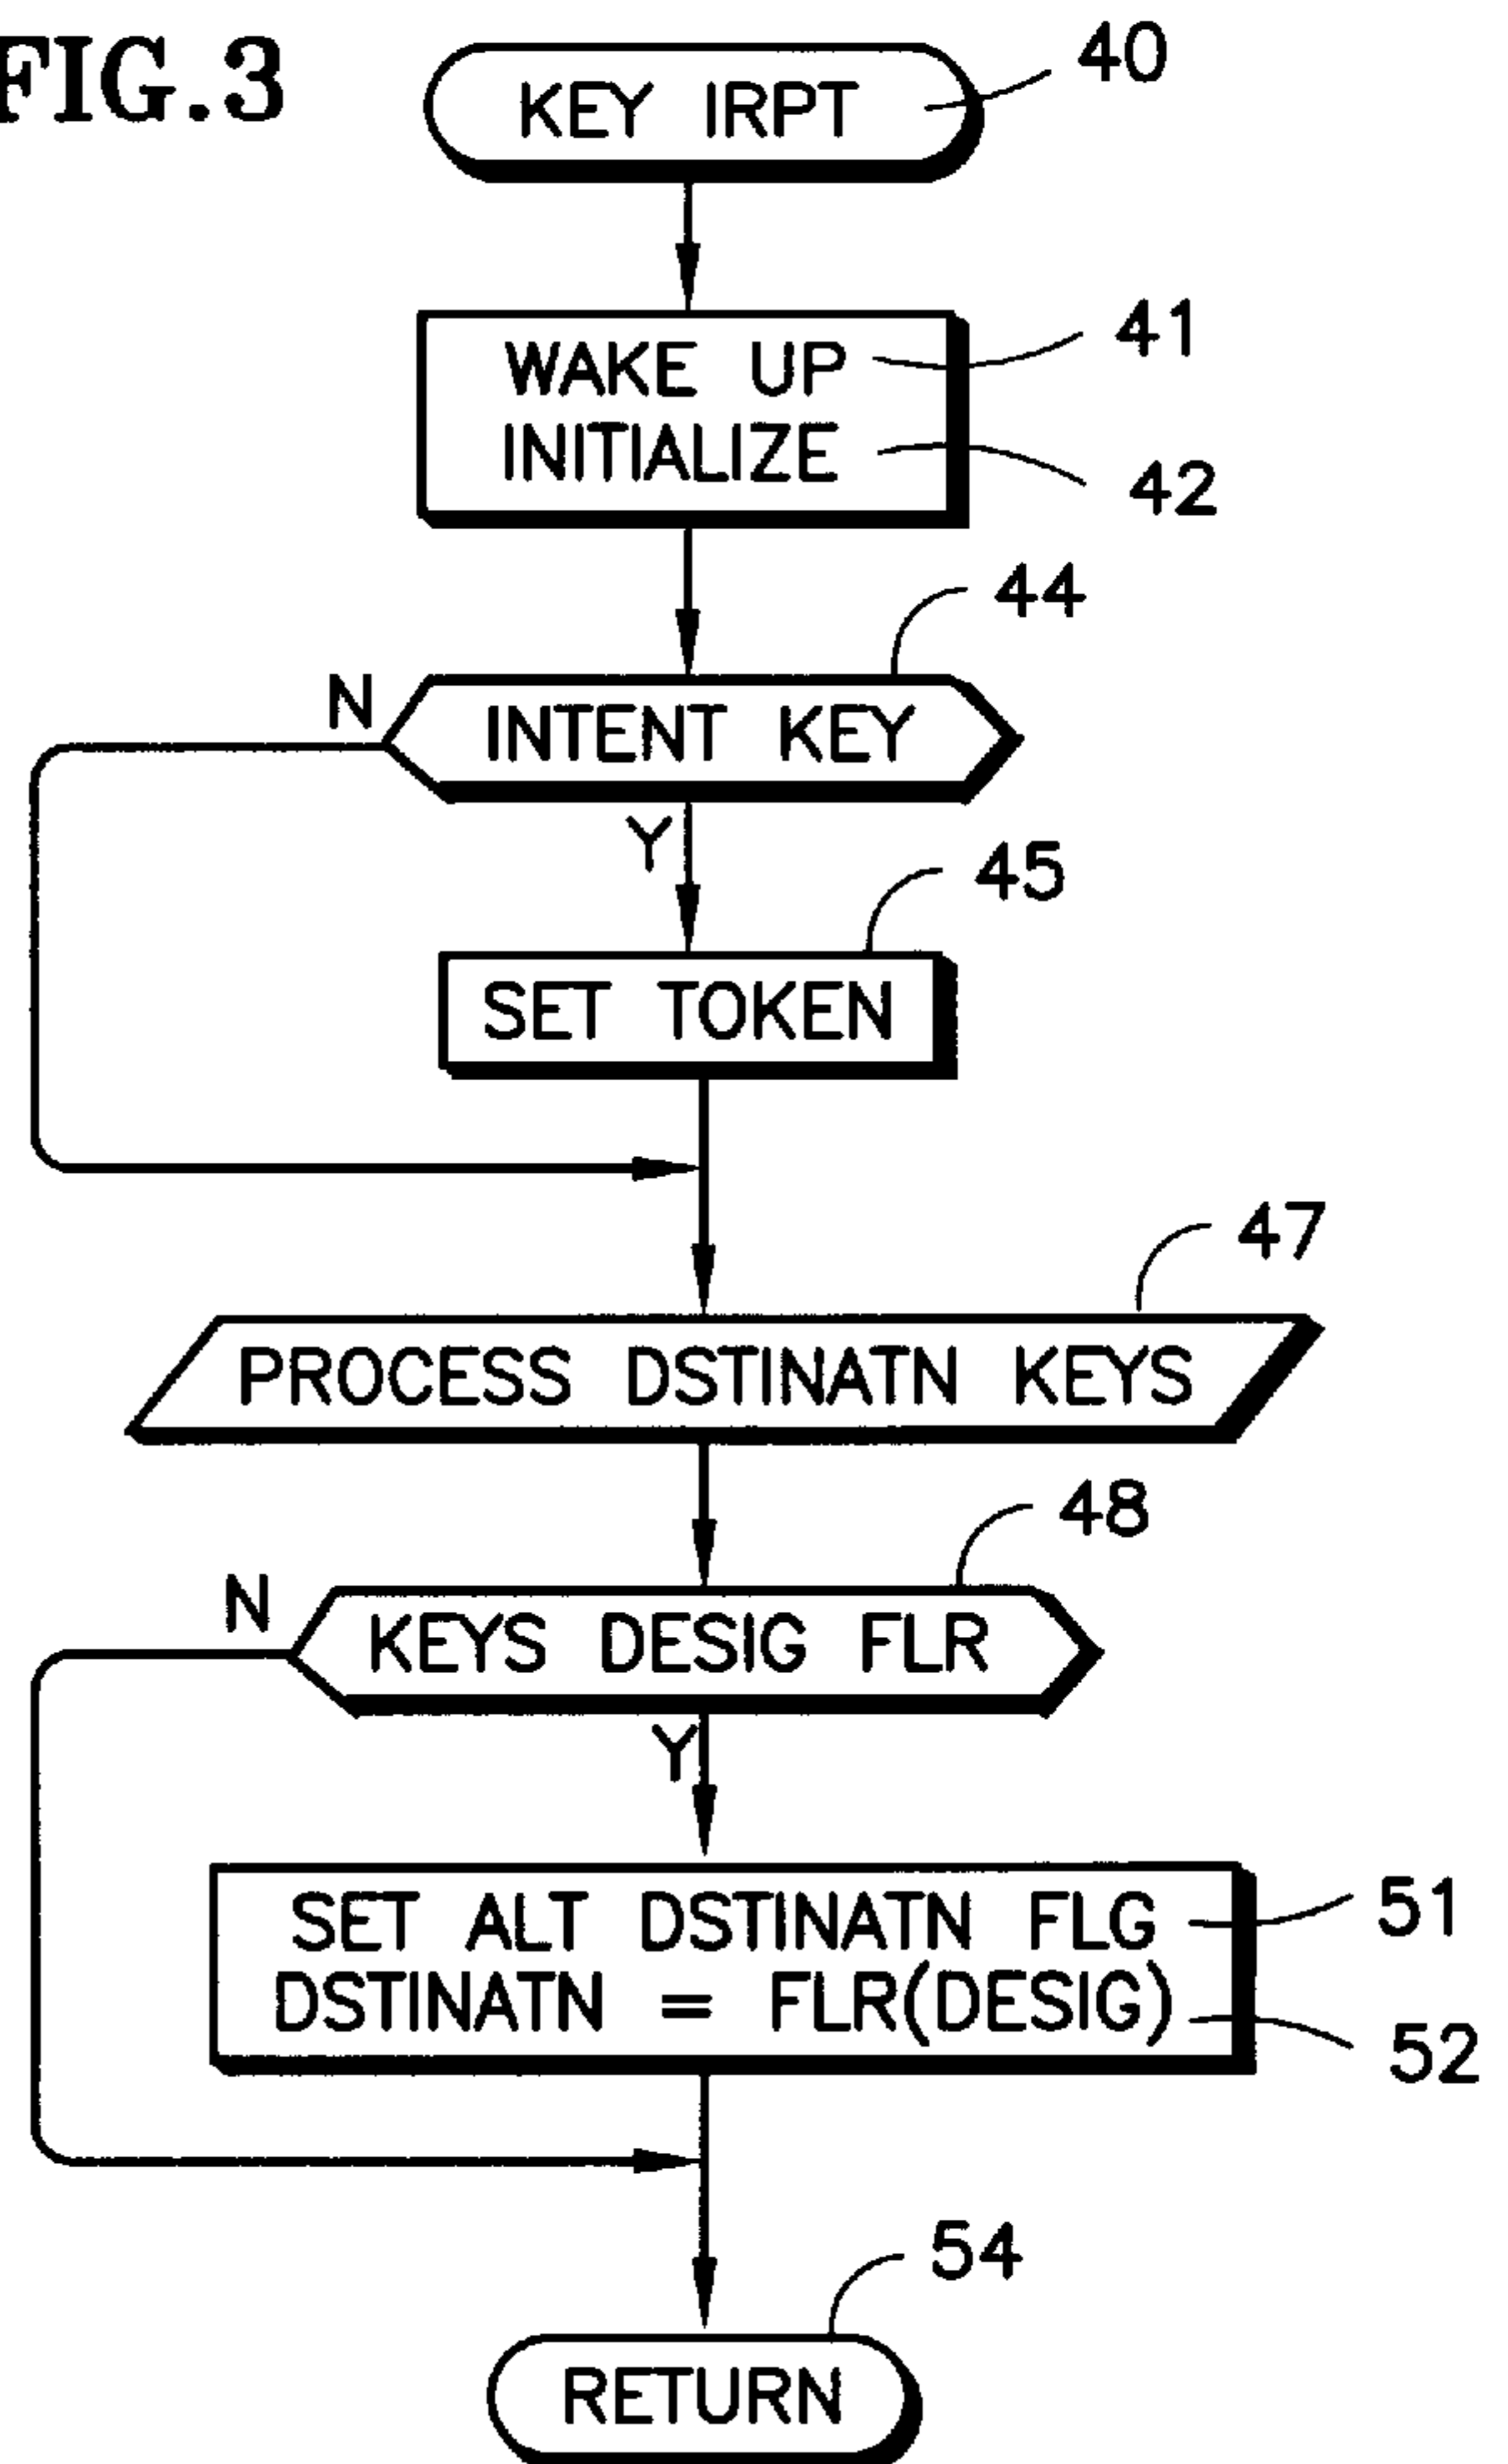 FIG.3
KEY IRPT
40
WAKE UP
41
INITIALIZE
42
44
N
INTENT KEY
Y
45
SET TOKEN
47
PROCESS DSTINATN KEYS
48
N
KEYS DESIG FLR
Y
SET ALT DSTINATN FLG
51
DSTINATN = FLR(DESIG)
52
54
RETURN